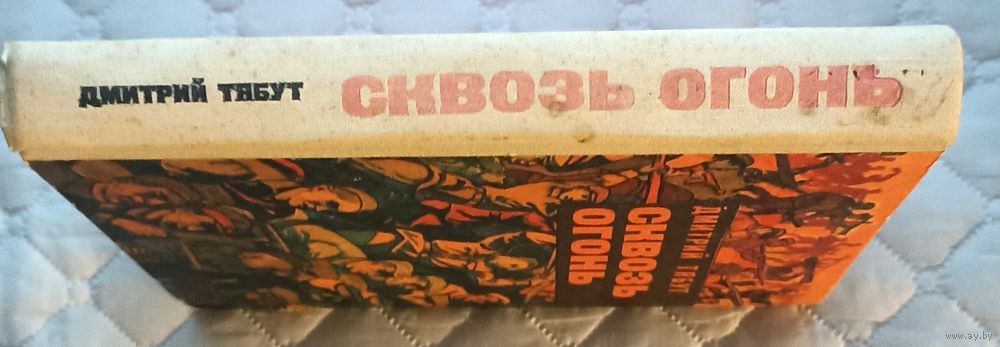 ДМИТРИЙ ТЯБУТ СКВОЗЬ ОГОНЬ
ДМИТРИЙ ТЯБУТ
СКВОЗЬ
ОГОНЬ
www.ay.by